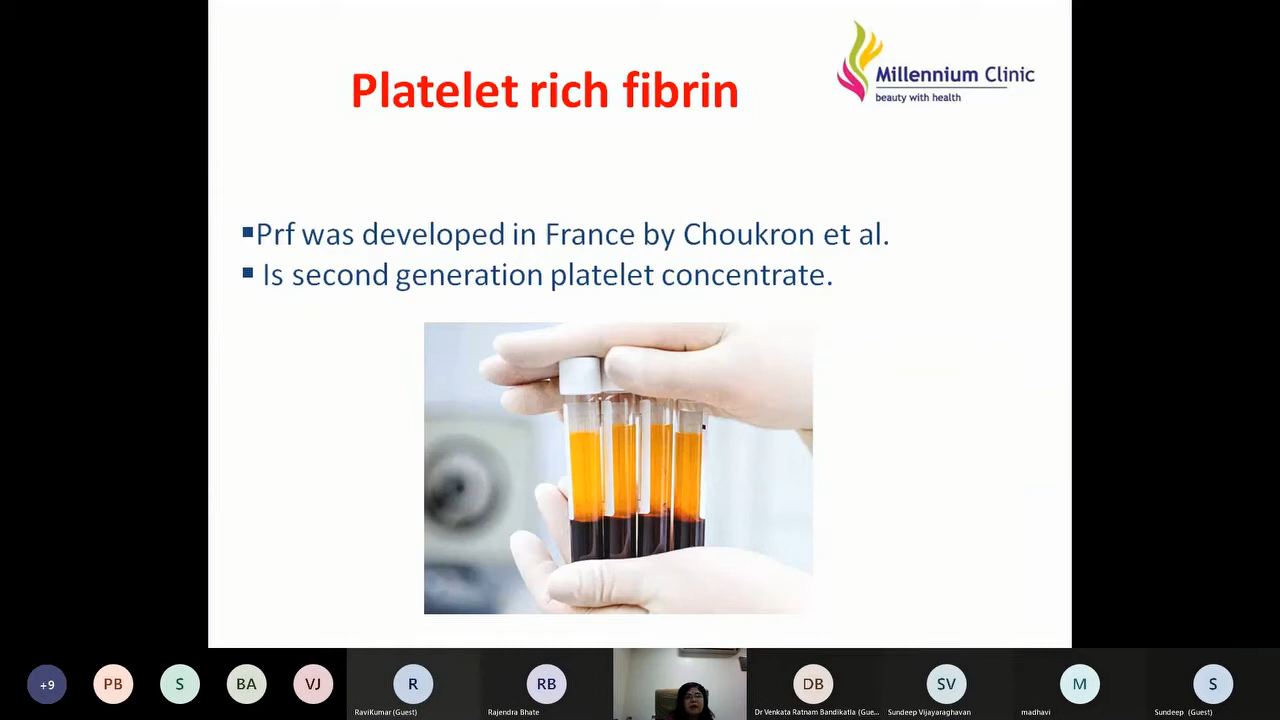 Platelet rich fibrin
Millennium Clinic
beauty with health
Prf was developed in France by Choukron et al.
Is second generation platelet concentrate.
+9
PB
S
BA
VJ
R
RB
DB
SV
M
S
RaviKumar (Guest)
Rajendra Bhate
Dr Venkata Ratnam Bandikatla (Gue...
Sundeep Vijayaraghavan
madhavi
Sundeep (Guest)